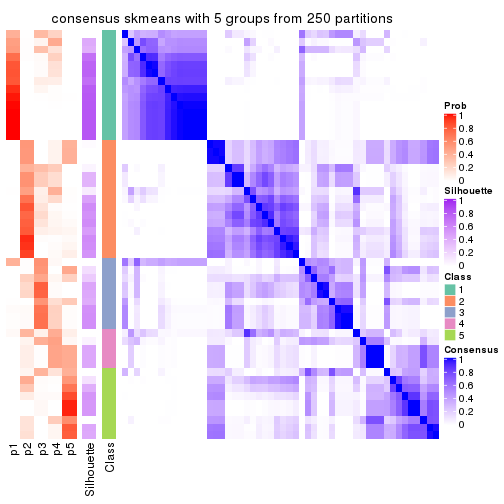 consensus skmeans with 5 groups from 250 partitions
Prob
1
0.8
0.6
0.4
0.2
0
Silhouette
1
0.8
0.6
0.4
0.2
0
Class
1
2
3
4
5
Consensus
1
0.8
0.6
0.4
0.2
0
p1
p2
p3
p4
p5
Silhouette
Class